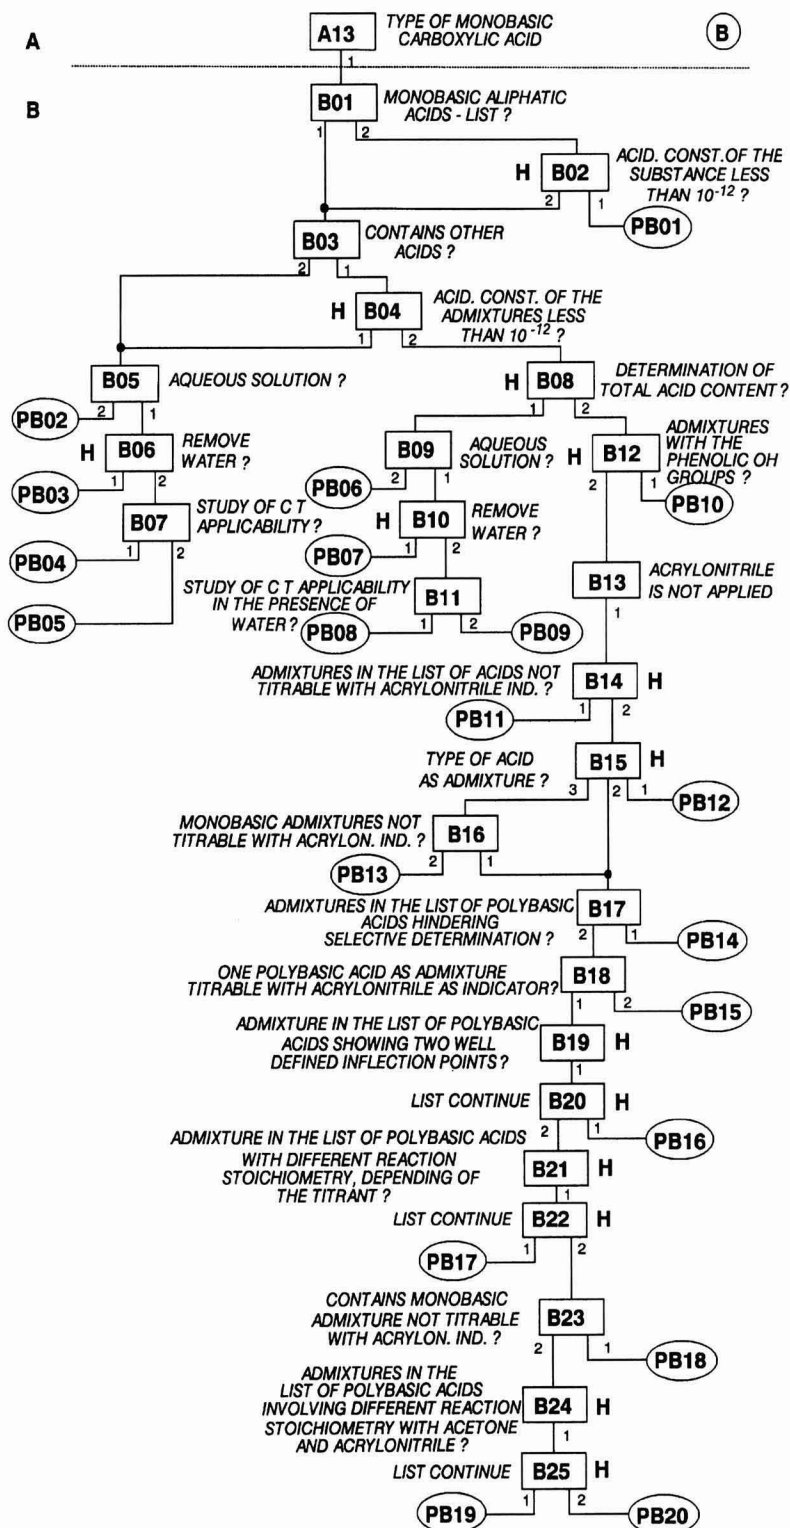 A
A13
TYPE OF MONOBASIC
CARBOXYLIC ACID
B
1
B
B01
MONOBASIC ALIPHATIC
ACIDS - LIST ?
1
2
H
B02
ACID. CONST.OF THE
SUBSTANCE LESS
THAN 10⁻¹² ?
2
1
PB01
B03
CONTAINS OTHER
ACIDS ?
2
1
H
B04
ACID. CONST. OF THE
ADMIXTURES LESS
THAN 10⁻¹² ?
1
2
B05
AQUEOUS SOLUTION ?
2
1
PB02
H
B06
REMOVE
WATER ?
1
2
PB03
B07
STUDY OF C T
APPLICABILITY ?
1
2
PB04
PB05
H
B08
DETERMINATION OF
TOTAL ACID CONTENT ?
1
2
B09
AQUEOUS
SOLUTION ?
2
1
PB06
H
B10
REMOVE
WATER ?
1
2
PB07
STUDY OF C T APPLICABILITY
IN THE PRESENCE OF
WATER ?
B11
1
2
PB08
PB09
H
B12
ADMIXTURES
WITH THE
PHENOLIC OH
GROUPS ?
2
1
PB10
B13
ACRYLONITRILE
IS NOT APPLIED
1
ADMIXTURES IN THE LIST OF ACIDS NOT
TITRABLE WITH ACRYLONITRILE IND. ?
B14
H
1
2
PB11
TYPE OF ACID
AS ADMIXTURE ?
B15
H
3
2
1
PB12
MONOBASIC ADMIXTURES NOT
TITRABLE WITH ACRYLON. IND. ?
B16
2
1
PB13
ADMIXTURES IN THE LIST OF POLYBASIC
ACIDS HINDERING
SELECTIVE DETERMINATION ?
B17
2
1
PB14
ONE POLYBASIC ACID AS ADMIXTURE
TITRABLE WITH ACRYLONITRILE AS INDICATOR?
B18
1
2
PB15
ADMIXTURE IN THE LIST OF POLYBASIC
ACIDS SHOWING TWO WELL
DEFINED INFLECTION POINTS ?
B19
H
1
LIST CONTINUE
B20
H
2
1
PB16
ADMIXTURE IN THE LIST OF POLYBASIC ACIDS
WITH DIFFERENT REACTION
STOICHIOMETRY, DEPENDING OF
THE TITRANT ?
B21
H
1
LIST CONTINUE
B22
H
1
2
PB17
CONTAINS MONOBASIC
ADMIXTURE NOT TITRABLE
WITH ACRYLON. IND. ?
B23
2
1
PB18
ADMIXTURES IN THE
LIST OF POLYBASIC ACIDS
INVOLVING DIFFERENT REACTION
STOICHIOMETRY WITH ACETONE
AND ACRYLONITRILE ?
B24
H
1
LIST CONTINUE
B25
H
1
2
PB19
PB20